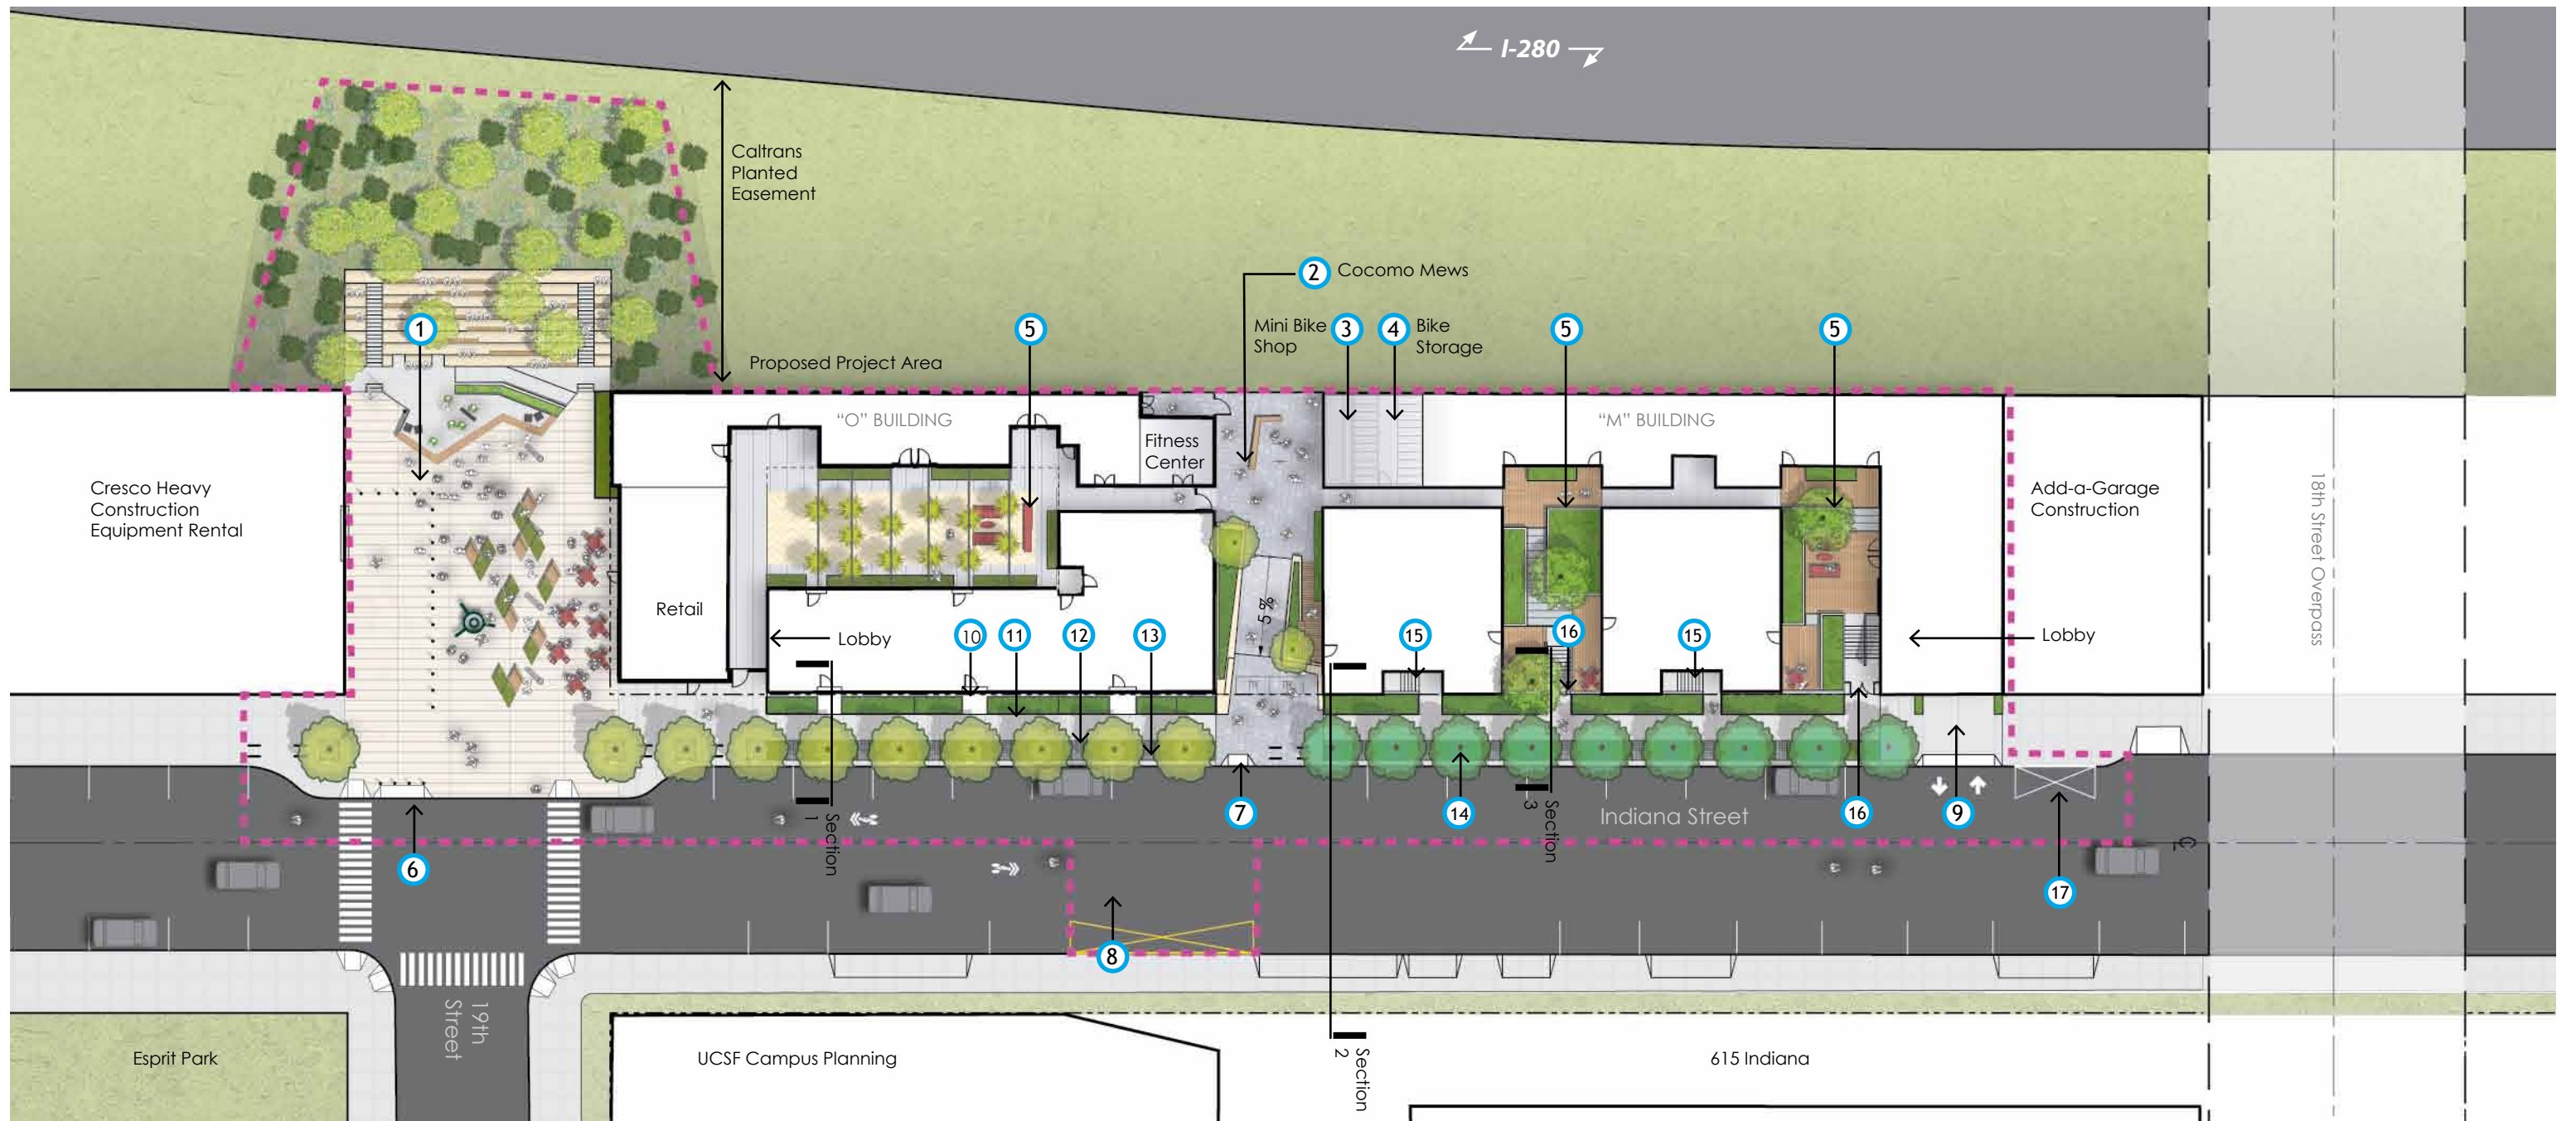 I-280
Caltrans
Planted
Easement
2 Cocomo Mews
1
5
Mini Bike
Shop
3
4
Bike
Storage
5
5
Proposed Project Area
"O" BUILDING
"M" BUILDING
Fitness
Center
Cresco Heavy
Construction
Equipment Rental
Add-a-Garage
Construction
18th Street Overpass
Retail
Lobby
10
11
12
13
5%
15
16
15
Lobby
6
1
Section
7
14
3
Section
Indiana Street
16
9
17
8
19th
Street
2
Section
Esprit Park
UCSF Campus Planning
615 Indiana